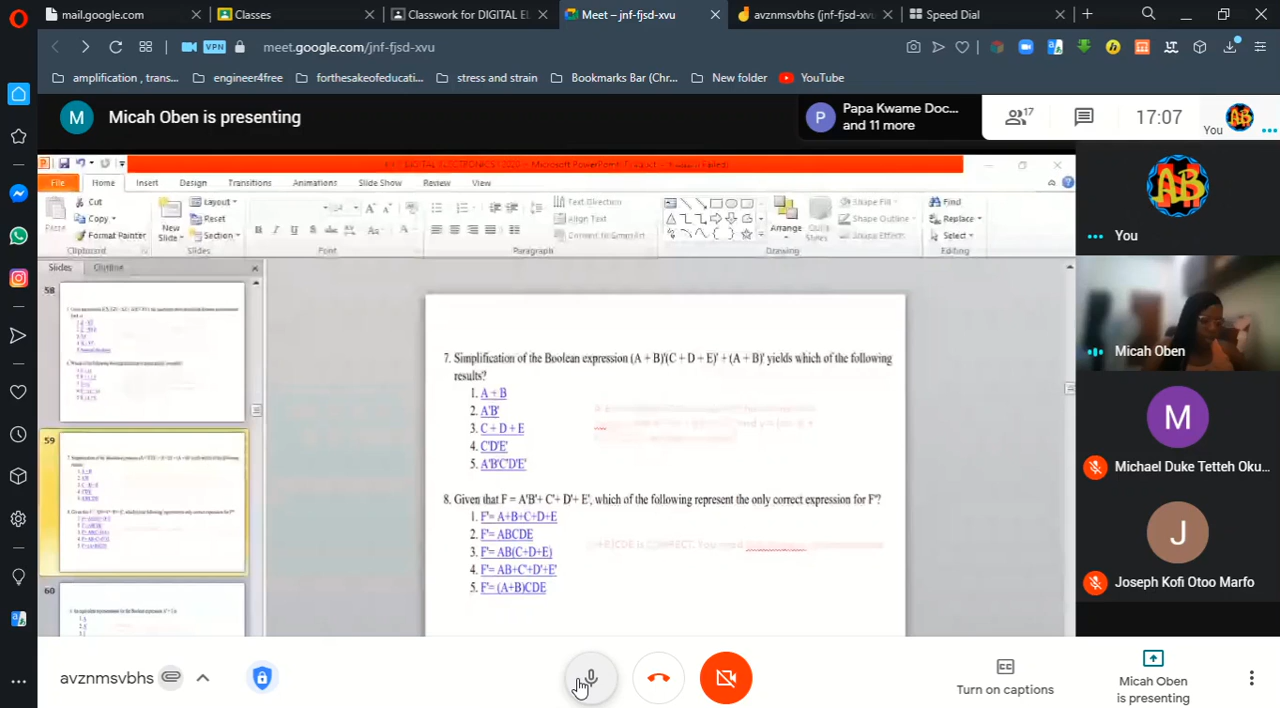 mail.google.com
Classes
Classwork for DIGITAL EL
Meet – jnf-fjsd-xvu
avznmsvbhs (jnf-fjsd-xv
Speed Dial
VPN
meet.google.com/jnf-fjsd-xvu
amplification , trans...
engineer4free
forthesakeofeducati...
stress and strain
Bookmarks Bar (Chr...
New folder
YouTube
M
Micah Oben is presenting
P
Papa Kwame Doc...
and 11 more
17
17:07
You
File
Home
Insert
Design
Transitions
Animations
Slide Show
Review
View
Cut
Copy
Format Painter
Clipboard
New
Slide
Layout
Reset
Section
Slides
Paragraph
Text Direction
Align Text
Convert to SmartArt
Arrange
Quick
Styles
Shape Fill
Shape Outline
Shape Effects
Drawing
Find
Replace
Select
Editing
Slides
Outline
58
59
60
7. Simplification of the Boolean expression (A + B)'(C + D + E)' + (A + B)' yields which of the following
results?
1. A + B
2. A'B'
3. C + D + E
4. C'D'E'
5. A'B'C'D'E'
8. Given that F = A'B'+ C'+ D'+ E', which of the following represent the only correct expression for F'?
1. F'= A+B+C+D+E
2. F'= ABCDE
3. F'= AB(C+D+E)
4. F'= AB+C'+D'+E'
5. F'= (A+B)CDE
AB
You
Micah Oben
M
Michael Duke Tetteh Oku...
J
Joseph Kofi Otoo Marfo
avznmsvbhs
CC
Turn on captions
Micah Oben
is presenting